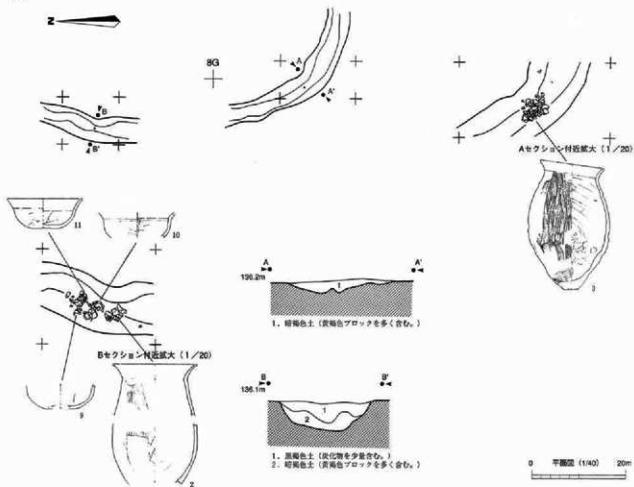 Z
8G
A
A'
B
B'
Aセクション付近拡大(1/20)
3
11
10
9
Bセクション付近拡大(1/20)
2
A
A'
136.2m
1
1. 暗褐色土(黄褐色ブロックを多く含む。)
B
B'
136.1m
1
2
1. 黒褐色土(炭化物を少量含む。)
2. 暗褐色土(黄褐色ブロックを多く含む。)
0 平面図(1/40) 20m